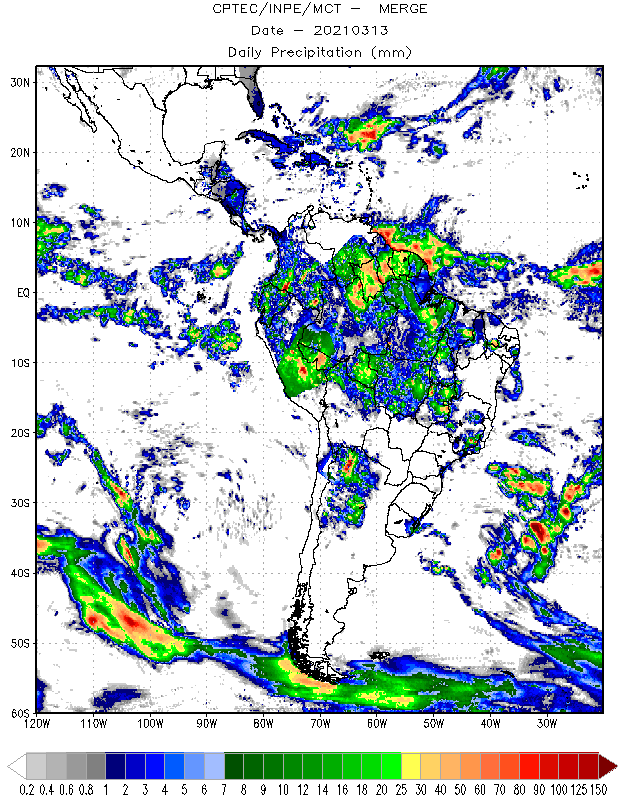 CPTEC/INPE/MCT - MERGE
Date - 20210313
Daily Precipitation (mm)
30N
20N
10N
EQ
10S
20S
30S
40S
50S
60S
120W 110W 100W 90W 80W 70W 60W 50W 40W 30W
0.2 0.4 0.6 0.8 1 2 3 4 5 6 7 8 9 10 12 14 16 18 20 25 30 40 50 60 70 80 90 100 125 150